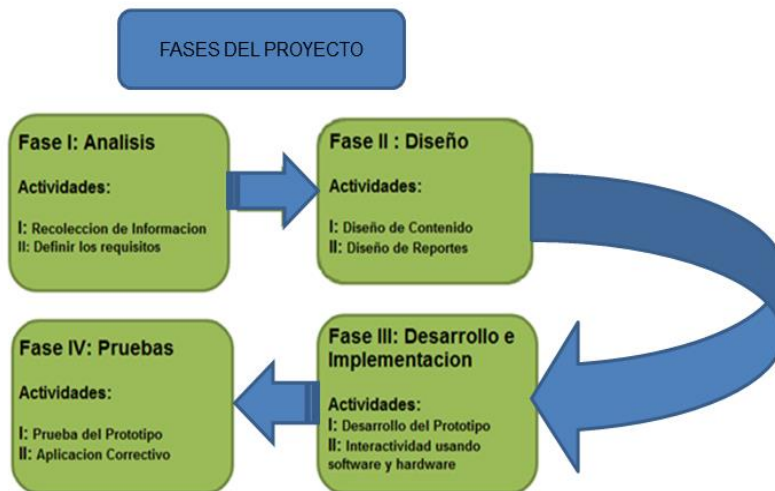 FASES DEL PROYECTO
Fase I: Analisis
Actividades:
I: Recoleccion de Informacion
II: Definir los requisitos
Fase II : Diseño
Actividades:
I: Diseño de Contenido
II: Diseño de Reportes
Fase III: Desarrollo e
Implementacion
Actividades:
I: Desarrollo del Prototipo
II: Interactividad usando
software y hardware
Fase IV: Pruebas
Actividades:
I: Prueba del Prototipo
II: Aplicacion Correctivo